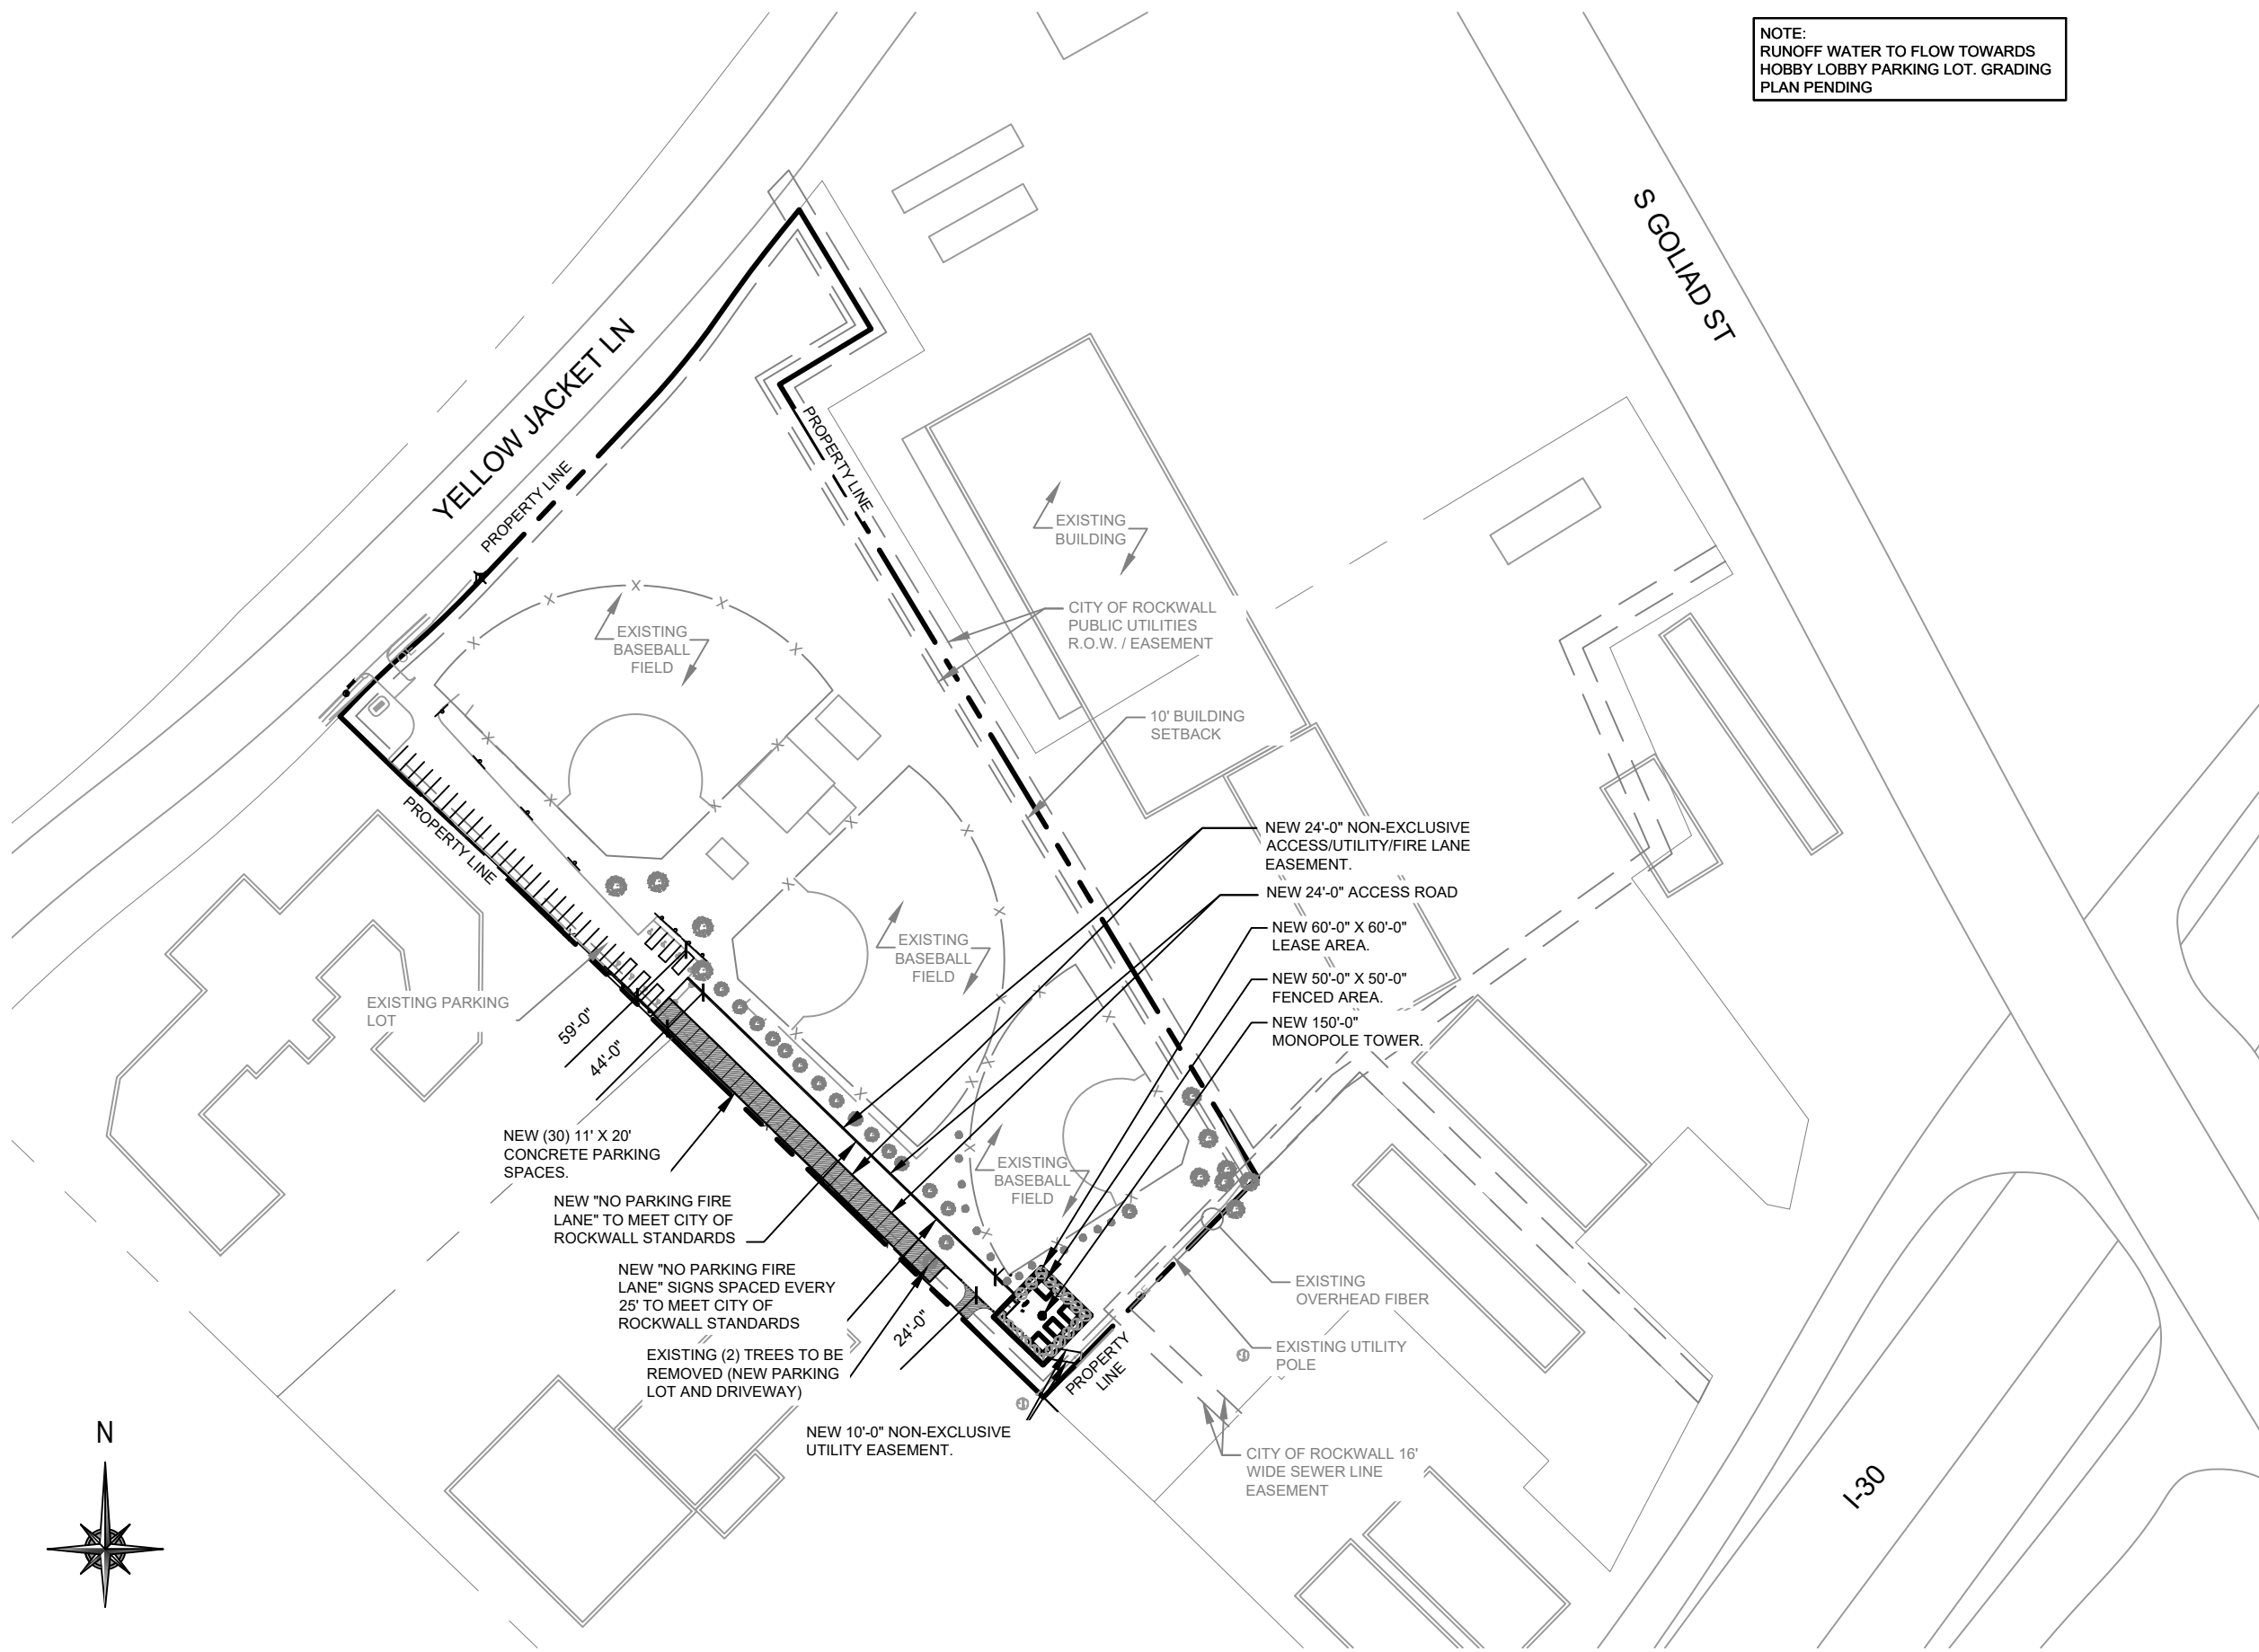 NOTE:
RUNOFF WATER TO FLOW TOWARDS
HOBBY LOBBY PARKING LOT. GRADING
PLAN PENDING
S GOLIAD ST
YELLOW JACKET LN
PROPERTY LINE
PROPERTY LINE
EXISTING
BUILDING
CITY OF ROCKWALL
PUBLIC UTILITIES
R.O.W. / EASEMENT
EXISTING
BASEBALL
FIELD
10' BUILDING
SETBACK
PROPERTY LINE
NEW 24'-0" NON-EXCLUSIVE
ACCESS/UTILITY/FIRE LANE
EASEMENT.
NEW 24'-0" ACCESS ROAD
NEW 60'-0" X 60'-0"
LEASE AREA.
EXISTING
BASEBALL
FIELD
NEW 50'-0" X 50'-0"
FENCED AREA.
EXISTING PARKING
LOT
NEW 150'-0"
MONOPOLE TOWER.
59'-0"
44'-0"
NEW (30) 11' X 20'
CONCRETE PARKING
SPACES.
EXISTING
BASEBALL
FIELD
NEW "NO PARKING FIRE
LANE" TO MEET CITY OF
ROCKWALL STANDARDS
NEW "NO PARKING FIRE
LANE" SIGNS SPACED EVERY
25' TO MEET CITY OF
ROCKWALL STANDARDS
EXISTING
OVERHEAD FIBER
24'-0"
EXISTING UTILITY
POLE
EXISTING (2) TREES TO BE
REMOVED (NEW PARKING
LOT AND DRIVEWAY)
PROPERTY
LINE
NEW 10'-0" NON-EXCLUSIVE
UTILITY EASEMENT.
CITY OF ROCKWALL 16'
WIDE SEWER LINE
EASEMENT
N
I-30